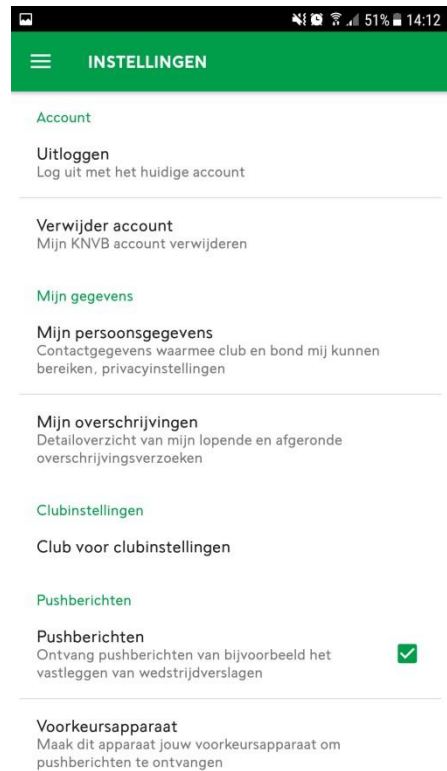 51% 14:12
INSTELLINGEN
Account
Uitloggen
Log uit met het huidige account
Verwijder account
Mijn KNVB account verwijderen
Mijn gegevens
Mijn persoonsgegevens
Contactgegevens waarmee club en bond mij kunnen
bereiken, privacyinstellingen
Mijn overschrijvingen
Detailoverzicht van mijn lopende en afgeronde
overschrijvingsverzoeken
Clubinstellingen
Club voor clubinstellingen
Pushberichten
Pushberichten
Ontvang pushberichten van bijvoorbeeld het
vastleggen van wedstrijdverslagen
Voorkeursapparaat
Maak dit apparaat jouw voorkeursapparaat om
pushberichten te ontvangen